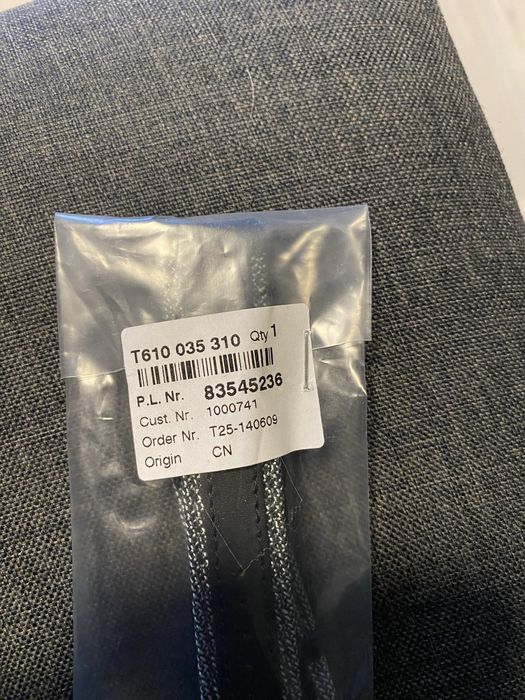 T610 035 310 Qty 1
P.L. Nr. 83545236
Cust. Nr. 1000741
Order Nr. T25-140609
Origin CN